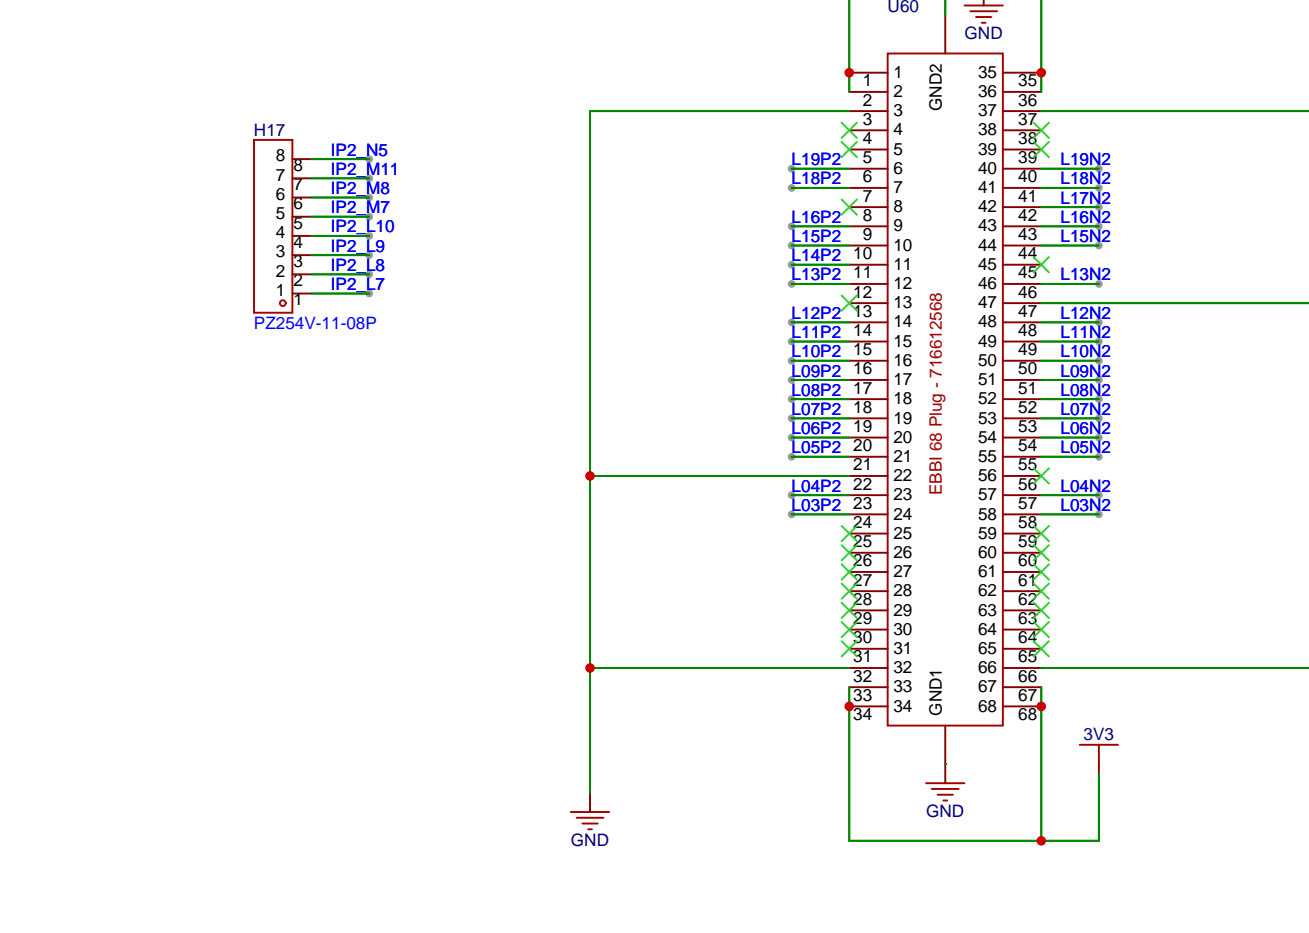 U60
GND
H17
8 8 IP2_N5
7 7 IP2_M11
6 6 IP2_M8
5 5 IP2_M7
4 4 IP2_L10
3 3 IP2_L9
2 2 IP2_L8
1 1 IP2_L7
PZ254V-11-08P
GND2
EBBI 68 Plug - 716612568
GND1
1 1 35 35
2 2 36 36
3 3 37 37
4 4 38 38
5 5 39 39
L19P2 6 6 40 40 L19N2
L18P2 7 7 41 41 L18N2
8 8 42 42 L17N2
L16P2 9 9 43 43 L16N2
L15P2 10 10 44 44 L15N2
L14P2 11 11 45 45
L13P2 12 12 46 46 L13N2
13 13 47 47
L12P2 14 14 48 48 L12N2
L11P2 15 15 49 49 L11N2
L10P2 16 16 50 50 L10N2
L09P2 17 17 51 51 L09N2
L08P2 18 18 52 52 L08N2
L07P2 19 19 53 53 L07N2
L06P2 20 20 54 54 L06N2
L05P2 21 21 55 55 L05N2
22 22 56 56
L04P2 23 23 57 57 L04N2
L03P2 24 24 58 58 L03N2
25 25 59 59
26 26 60 60
27 27 61 61
28 28 62 62
29 29 63 63
30 30 64 64
31 31 65 65
32 32 66 66
33 33 67 67
34 34 68 68
3V3
GND
GND